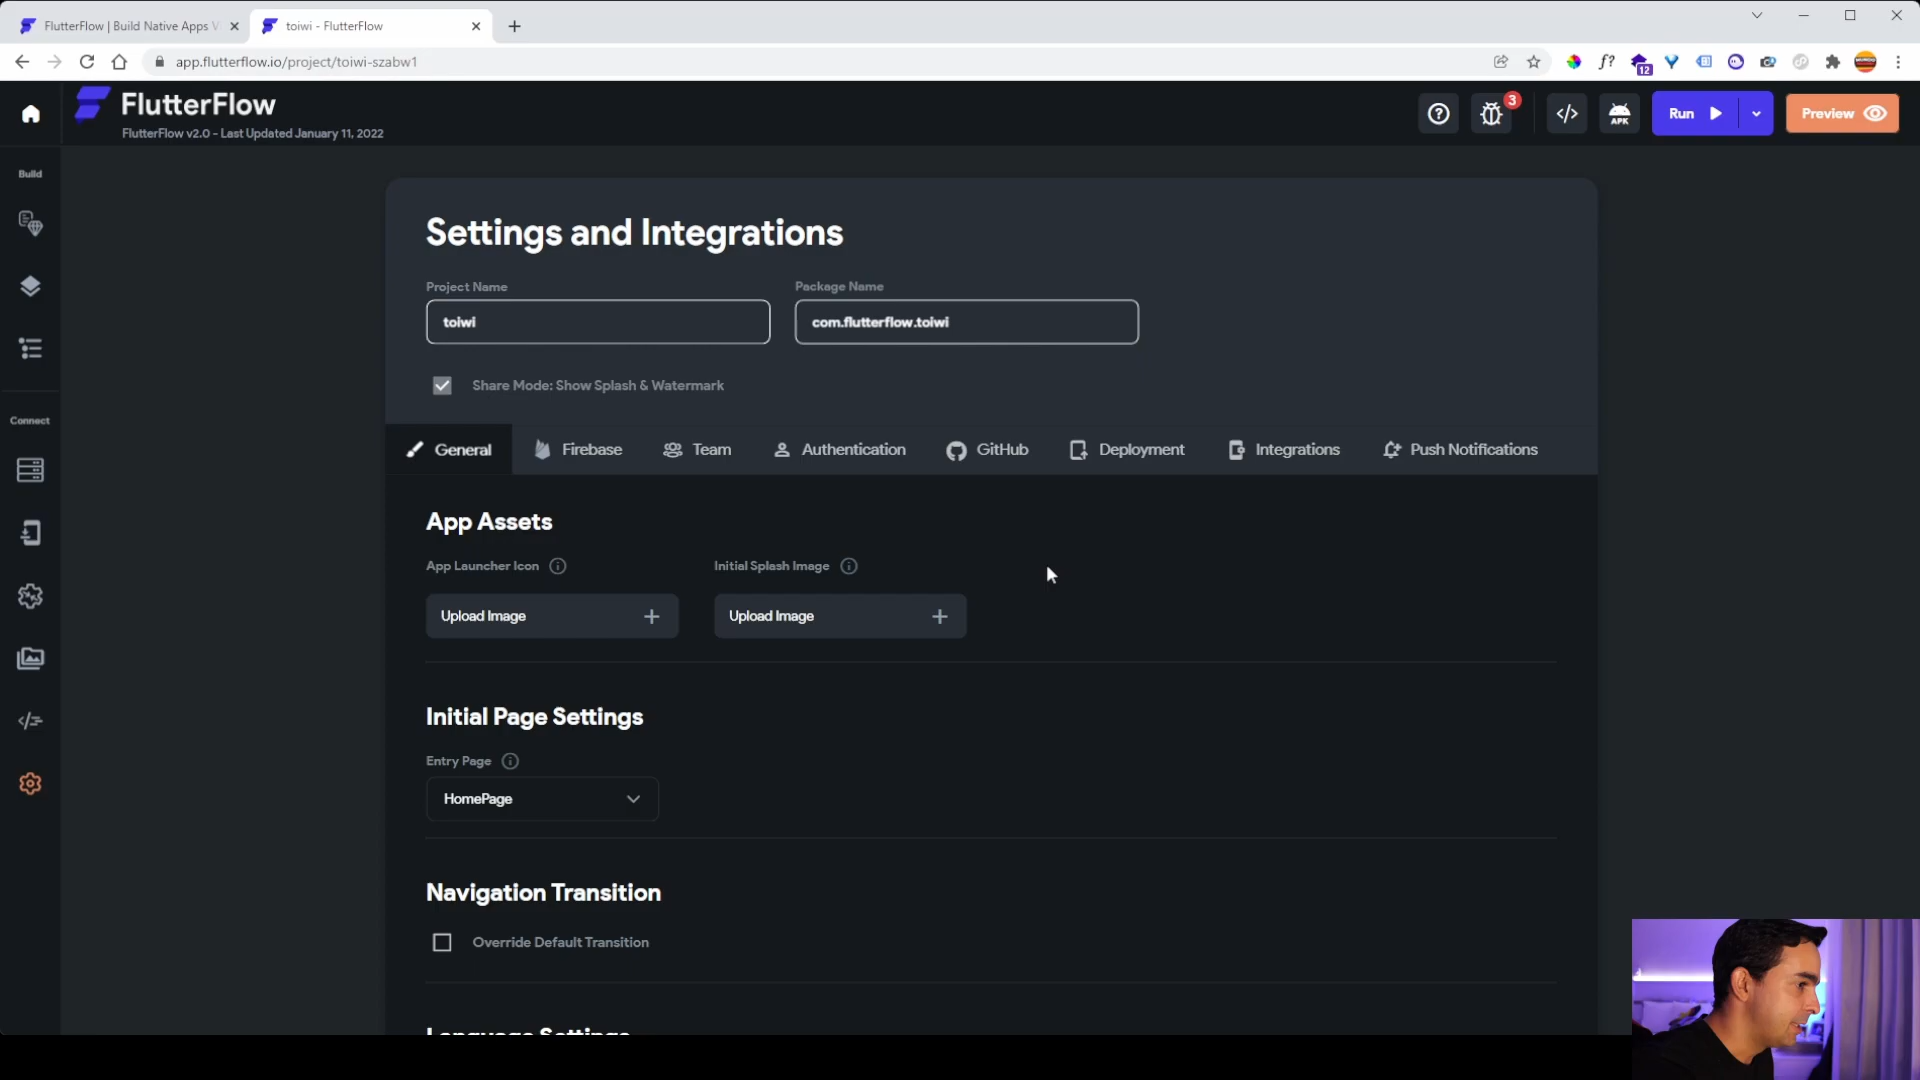 FlutterFlow | Build Native Apps V
toiwi - FlutterFlow
app.flutterflow.io/project/toiwi-szabw1
f?
12
FlutterFlow
FlutterFlow v2.0 - Last Updated January 11, 2022
3
</>
APK
Run
Preview
Build
Connect
Settings and Integrations
Project Name
Package Name
toiwi
com.flutterflow.toiwi
Share Mode: Show Splash & Watermark
General
Firebase
Team
Authentication
GitHub
Deployment
Integrations
Push Notifications
App Assets
App Launcher Icon
Initial Splash Image
Upload Image
Upload Image
Initial Page Settings
Entry Page
HomePage
Navigation Transition
Override Default Transition
Language Settings